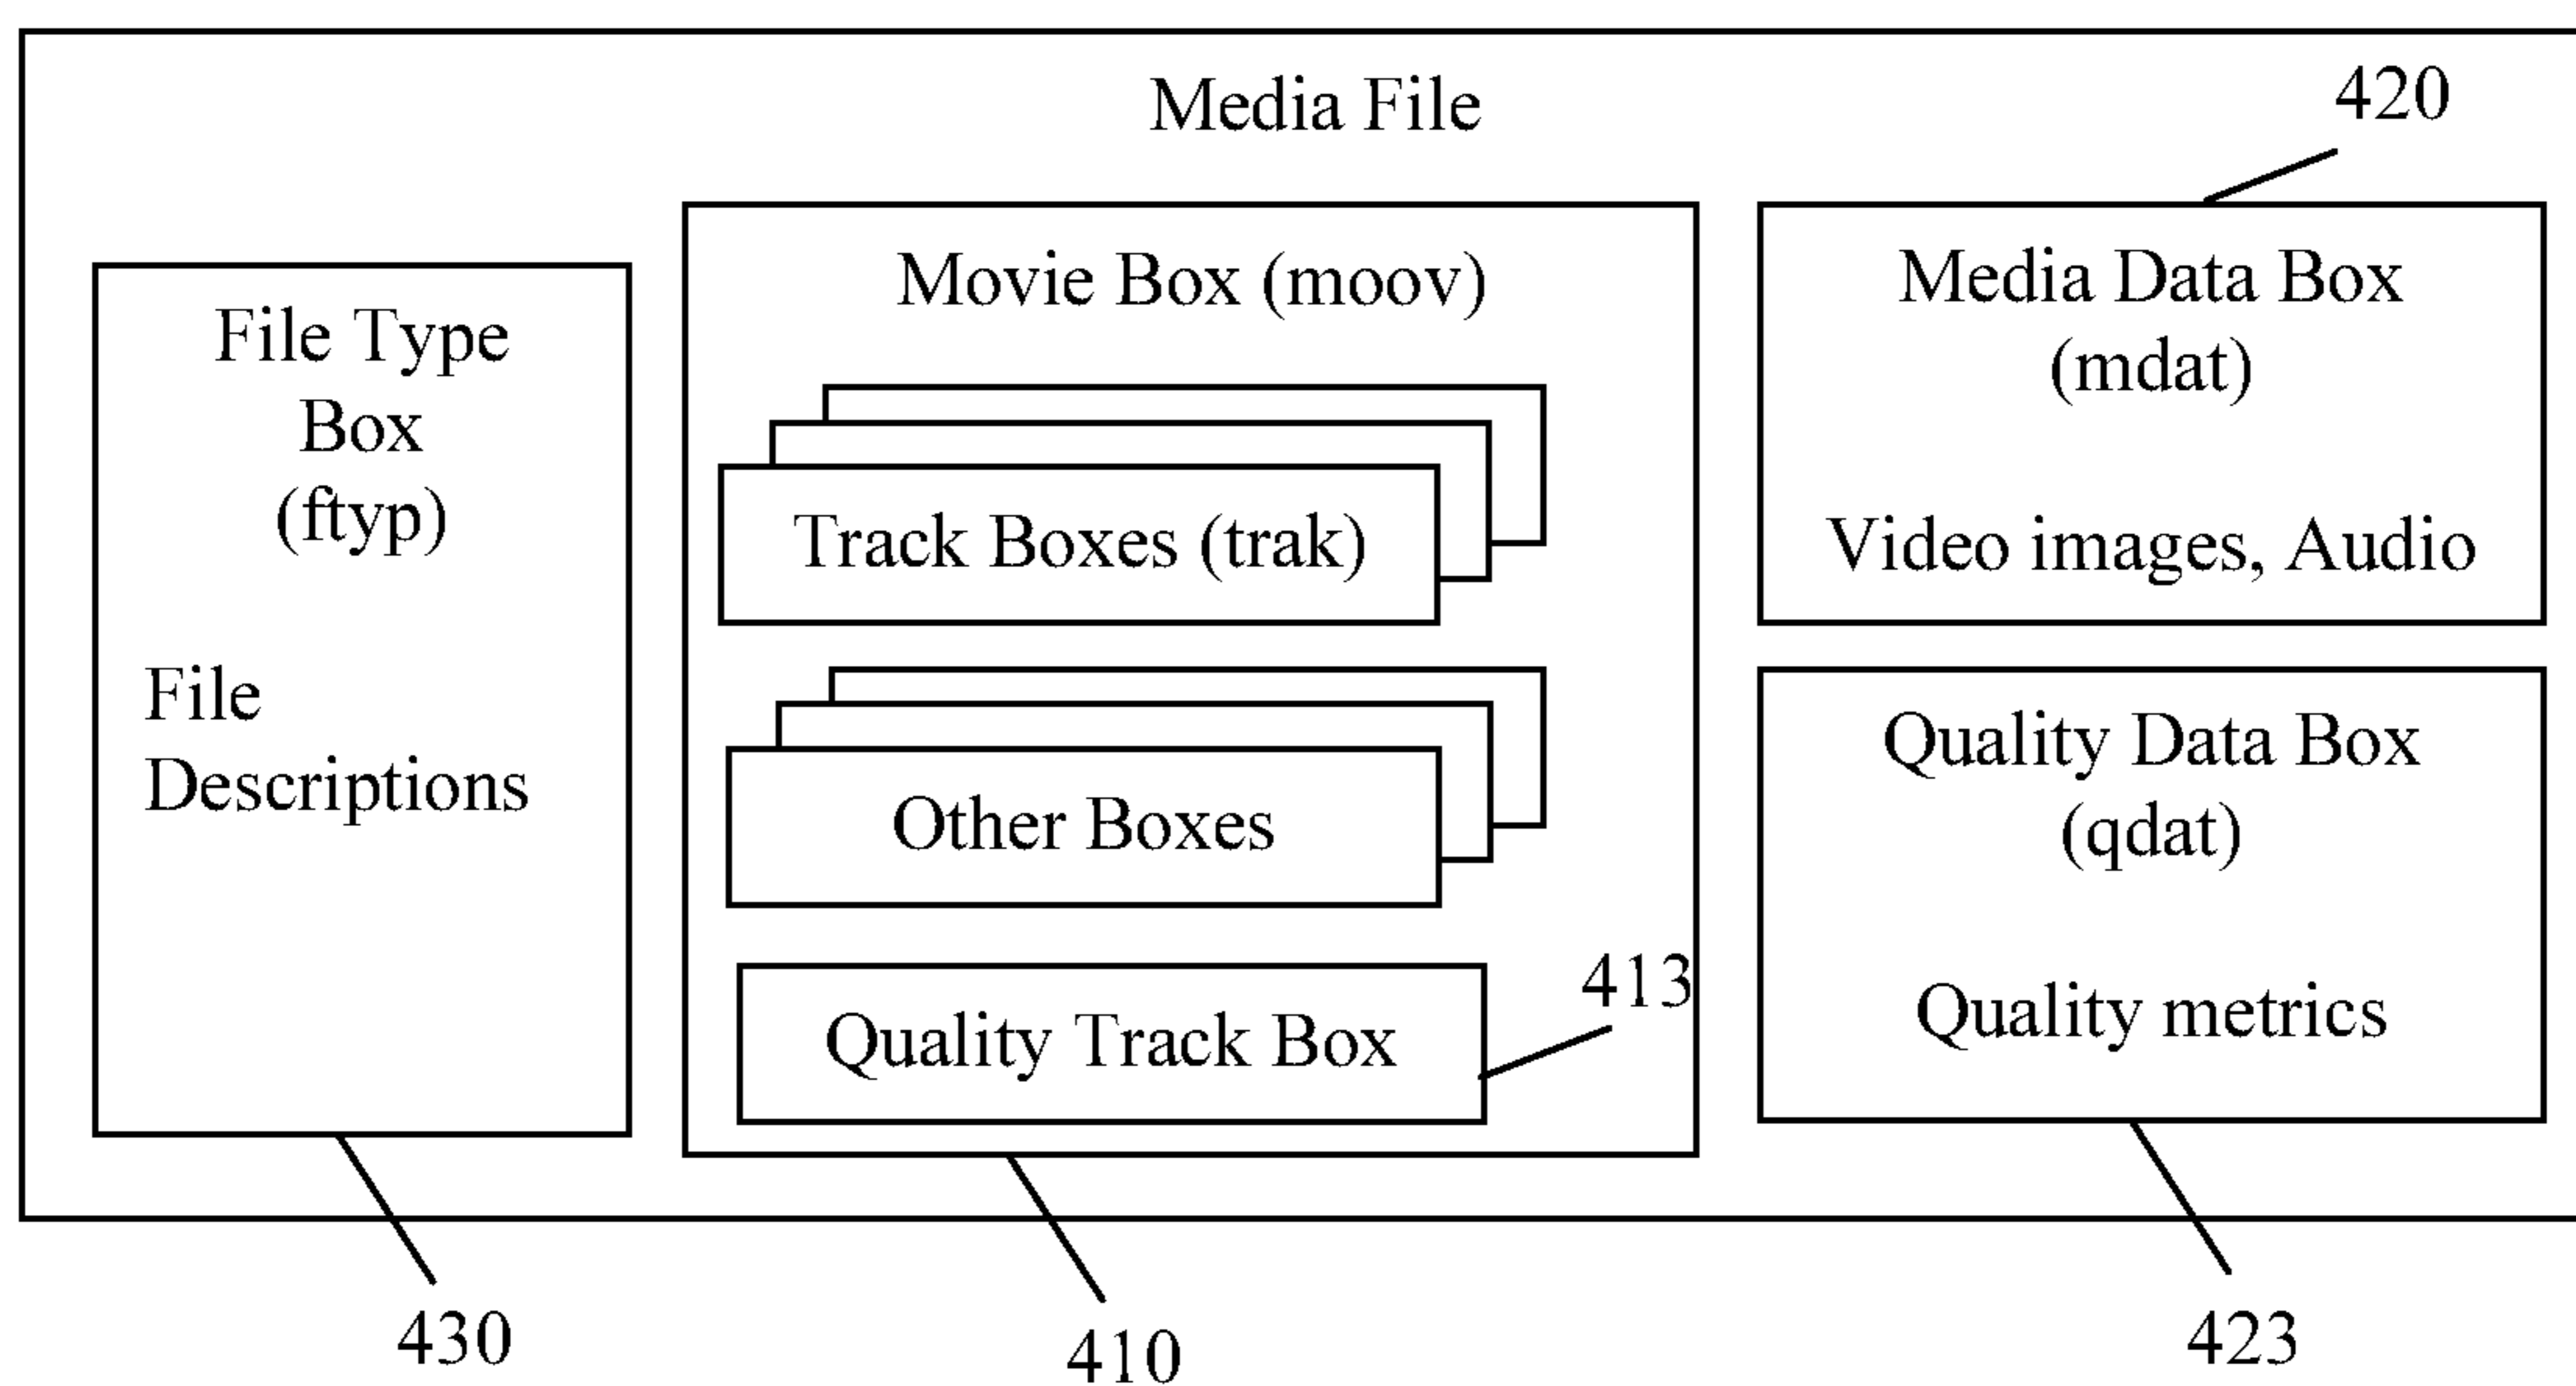 Media File
420
File Type
Box
(ftyp)
File
Descriptions
430
Movie Box (moov)
Track Boxes (trak)
Other Boxes
Quality Track Box
413
410
Media Data Box
(mdat)
Video images, Audio
Quality Data Box
(qdat)
Quality metrics
423